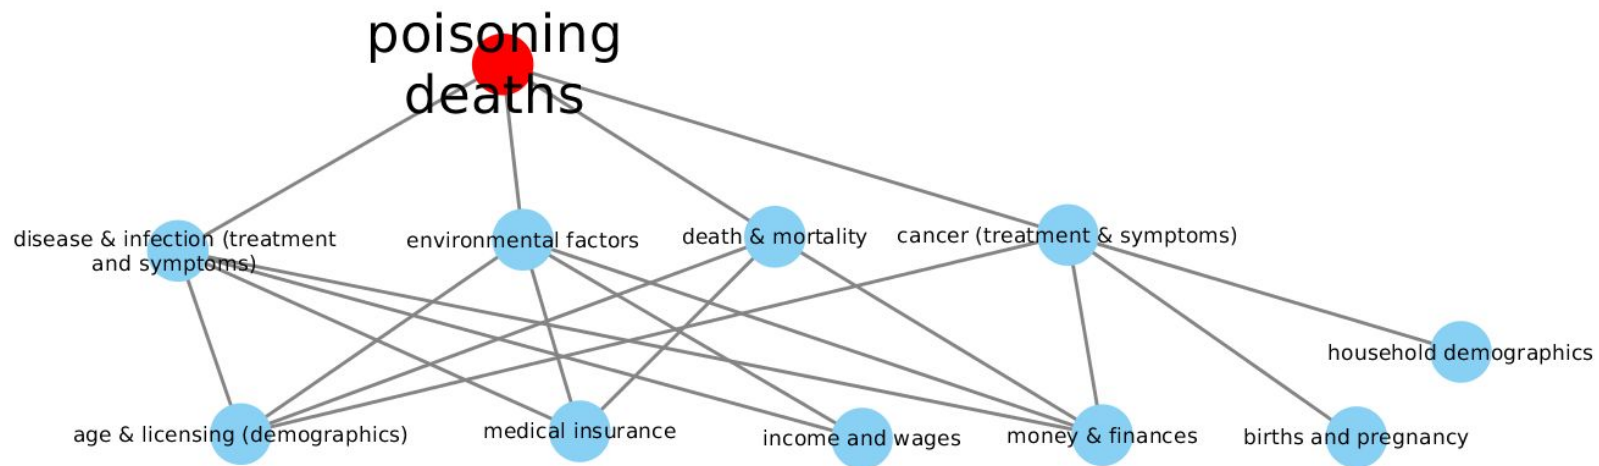 poisoning
deaths
disease & infection (treatment
and symptoms)
environmental factors
death & mortality
cancer (treatment & symptoms)
household demographics
age & licensing (demographics)
medical insurance
income and wages
money & finances
births and pregnancy